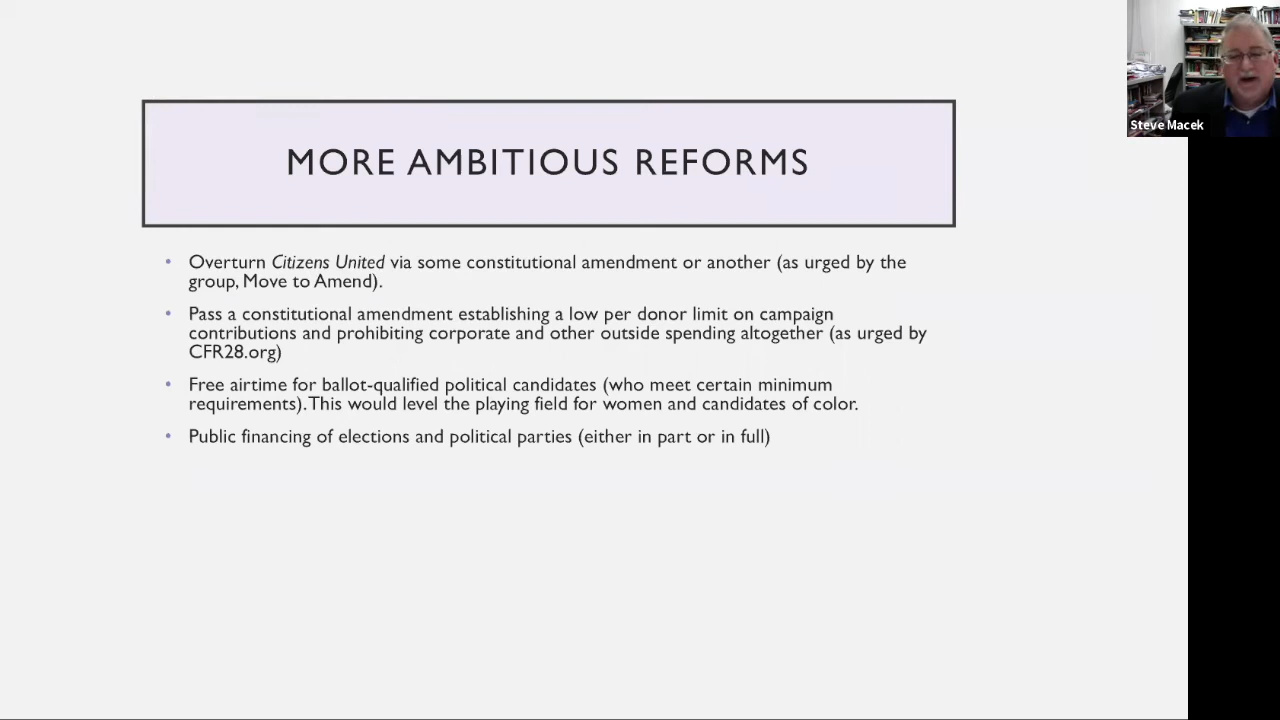 Steve Macek
MORE AMBITIOUS REFORMS
• Overturn Citizens United via some constitutional amendment or another (as urged by the
group, Move to Amend).
• Pass a constitutional amendment establishing a low per donor limit on campaign
contributions and prohibiting corporate and other outside spending altogether (as urged by
CFR28.org)
• Free airtime for ballot-qualified political candidates (who meet certain minimum
requirements). This would level the playing field for women and candidates of color.
• Public financing of elections and political parties (either in part or in full)